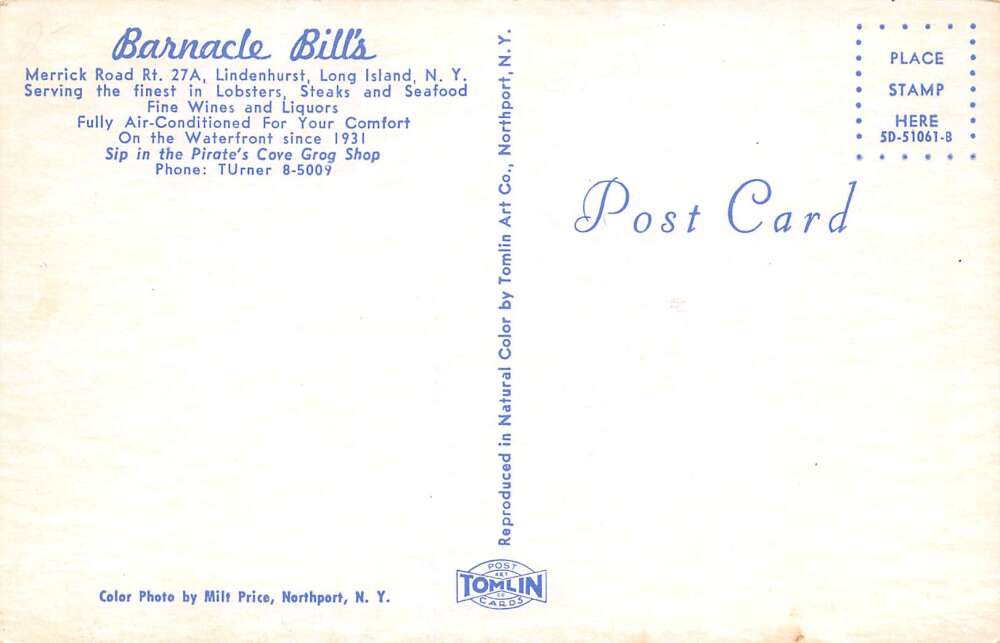 Barnacle Bill's
Merrick Road Rt. 27A, Lindenhurst, Long Island, N. Y.
Serving the finest in Lobsters, Steaks and Seafood
Fine Wines and Liquors
Fully Air-Conditioned For Your Comfort
On the Waterfront since 1931
Sip in the Pirate's Cove Grog Shop
Phone: TUrner 8-5009
Color Photo by Milt Price, Northport, N. Y.
Reproduced in Natural Color by Tomlin Art Co., Northport, N. Y.
POST
ART
TOMLIN
CO
CARDS
PLACE
STAMP
HERE
5D-51061-B
Post Card